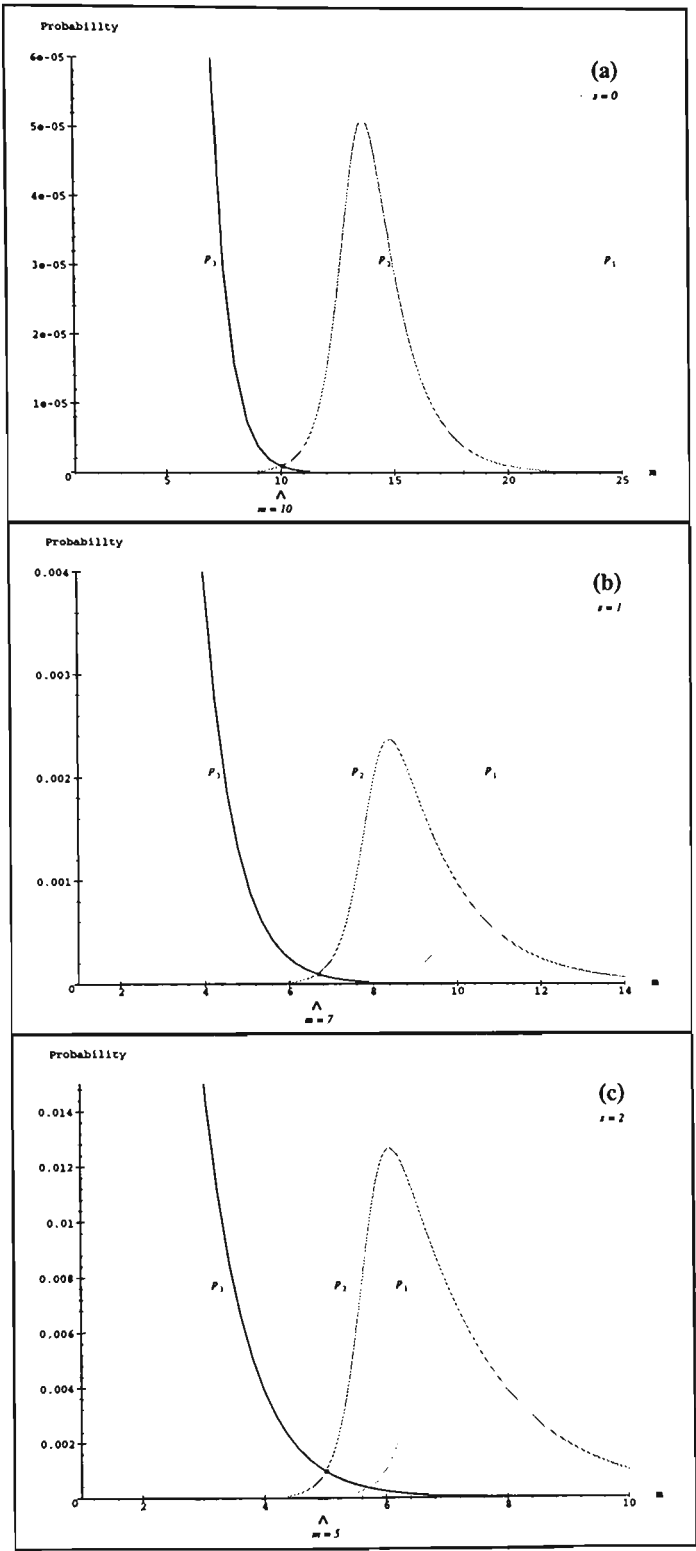 Probability
(a)
s=0
6e-05
5e-05
4e-05
3e-05
2e-05
1e-05
P3 P2 P1
0 5 10 15 20 25 m
^
m=10
Probability
(b)
s=1
0.004
0.003
0.002
0.001
P3 P2 P1
0 2 4 6 8 10 12 14 m
^
m=7
Probability
(c)
s=2
0.014
0.012
0.01
0.008
0.006
0.004
0.002
P3 P2 P1
0 2 4 6 8 10 m
^
m=5